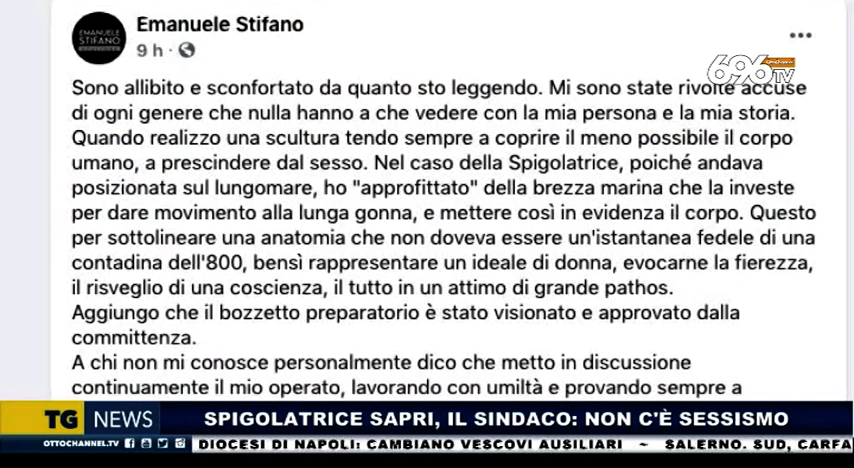 EMANUELE
STIFANO
Emanuele Stifano
9 h ·
696
TV
Sono allibito e sconfortato da quanto sto leggendo. Mi sono state rivolte accuse
di ogni genere che nulla hanno a che vedere con la mia persona e la mia storia.
Quando realizzo una scultura tendo sempre a coprire il meno possibile il corpo
umano, a prescindere dal sesso. Nel caso della Spigolatrice, poiché andava
posizionata sul lungomare, ho "approfittato" della brezza marina che la investe
per dare movimento alla lunga gonna, e mettere così in evidenza il corpo. Questo
per sottolineare una anatomia che non doveva essere un'istantanea fedele di una
contadina dell'800, bensì rappresentare un ideale di donna, evocarne la fierezza,
il risveglio di una coscienza, il tutto in un attimo di grande pathos.
Aggiungo che il bozzetto preparatorio è stato visionato e approvato dalla
committenza.
A chi non mi conosce personalmente dico che metto in discussione
continuamente il mio operato, lavorando con umiltà e provando sempre a
TG NEWS SPIGOLATRICE SAPRI, IL SINDACO: NON C'È SESSISMO
OTTOCHANNEL.TV DIOCESI DI NAPOLI: CAMBIANO VESCOVI AUSILIARI ~ SALERNO. SUD, CARFA